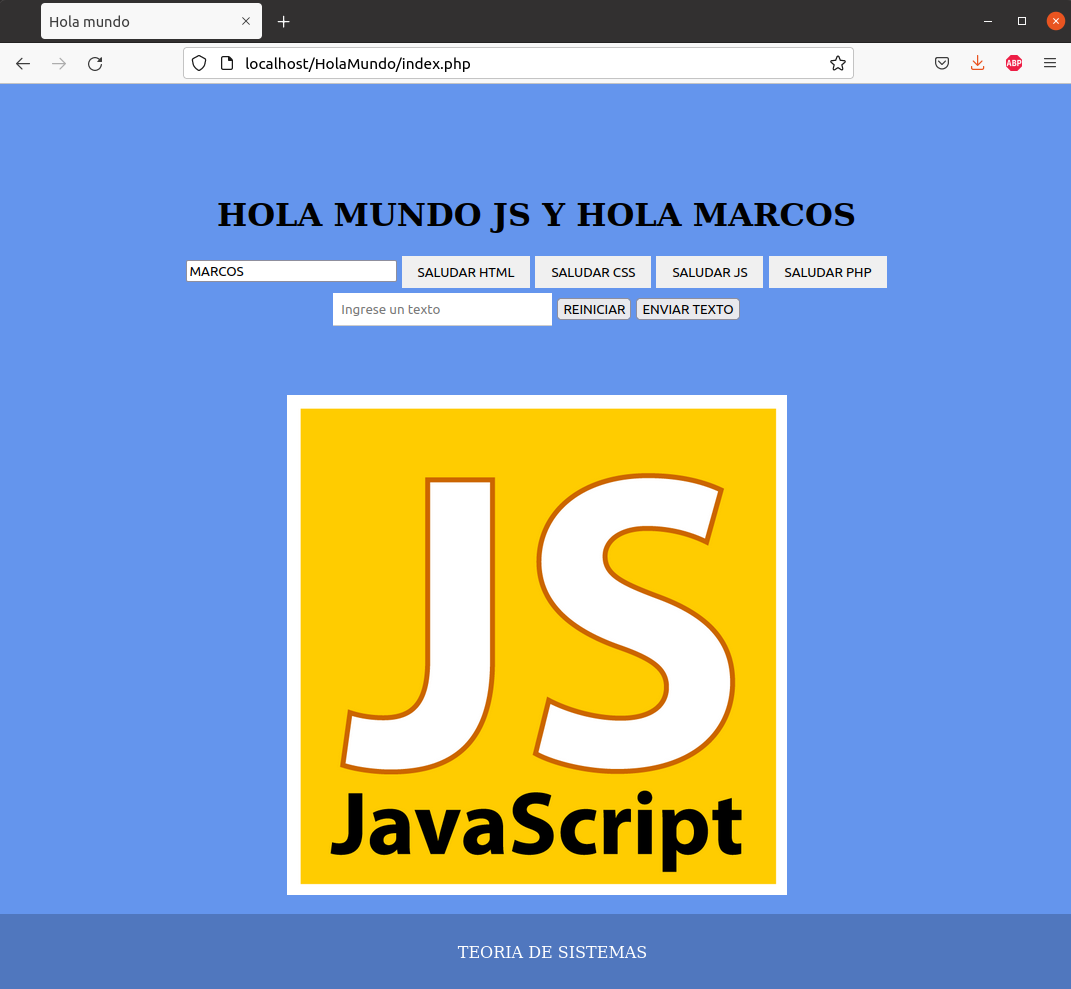 Hola mundo
localhost/HolaMundo/index.php
ABP
HOLA MUNDO JS Y HOLA MARCOS
MARCOS SALUDAR HTML SALUDAR CSS SALUDAR JS SALUDAR PHP
Ingrese un texto REINICIAR ENVIAR TEXTO
JS
JavaScript
TEORIA DE SISTEMAS